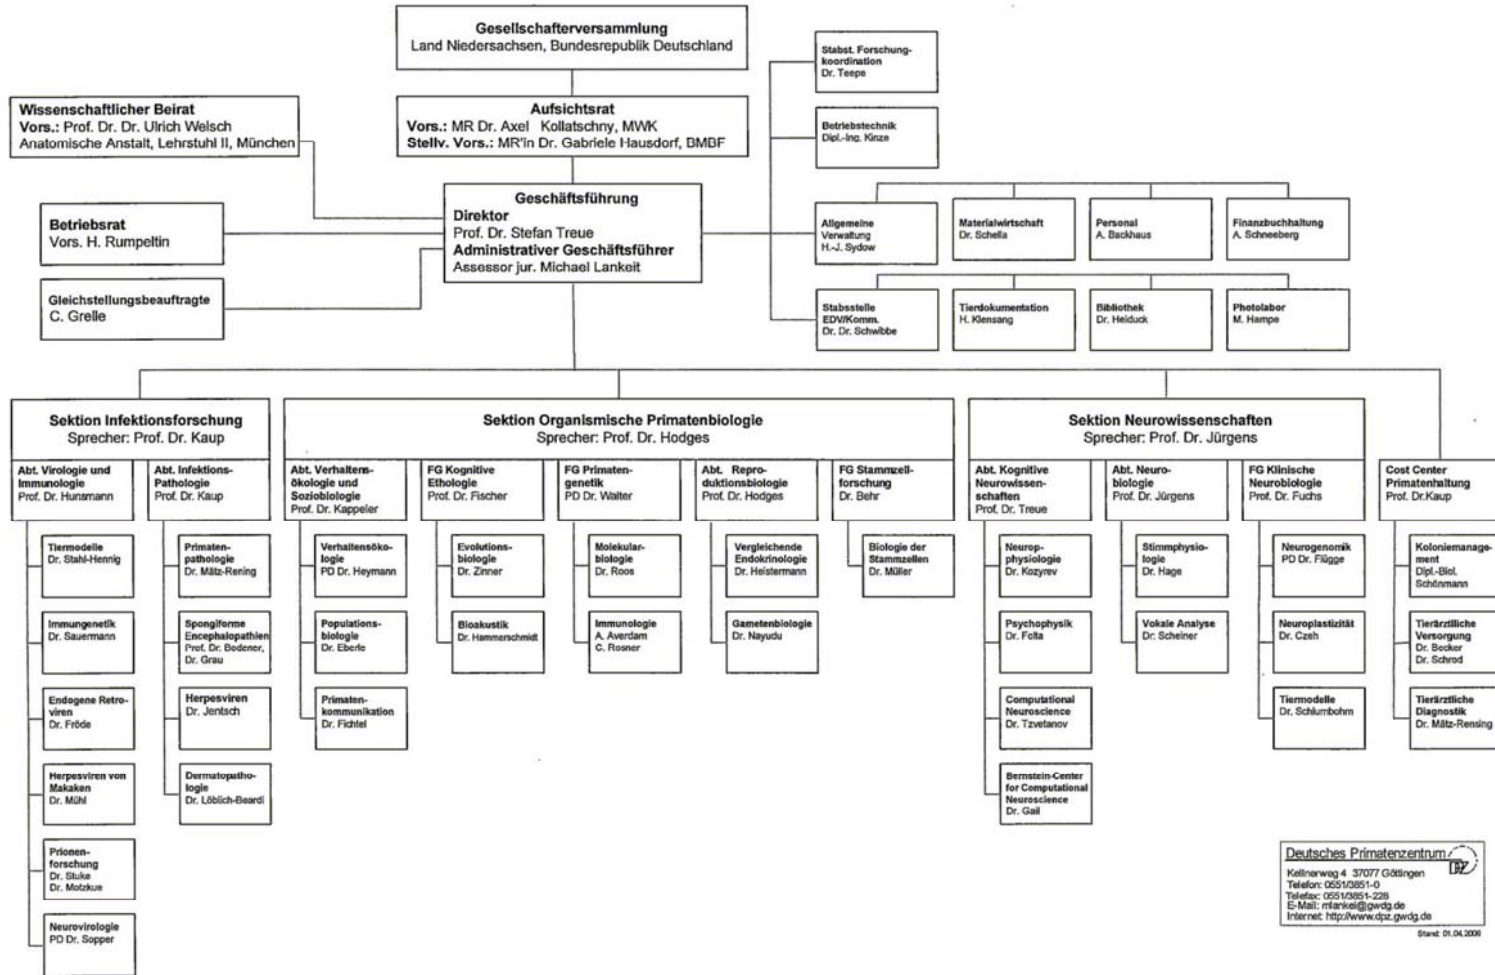 Gesellschafterversammlung
Land Niedersachsen, Bundesrepublik Deutschland
Stabst. Forschung-
koordination
Dr. Teepe
Wissenschaftlicher Beirat
Vors.: Prof. Dr. Dr. Ulrich Welsch
Anatomische Anstalt, Lehrstuhl II, München
Aufsichtsrat
Vors.: MR Dr. Axel Kollatschny, MWK
Stellv. Vors.: MR'in Dr. Gabriele Hausdorf, BMBF
Betriebstechnik
Dipl.-Ing. Kinze
Geschäftsführung
Direktor
Prof. Dr. Stefan Treue
Administrativer Geschäftsführer
Assessor jur. Michael Lankeit
Betriebsrat
Vors. H. Rumpeltin
Gleichstellungsbeauftragte
C. Grelle
Allgemeine
Verwaltung
H.-J. Sydow
Materialwirtschaft
Dr. Schella
Personal
A. Backhaus
Finanzbuchhaltung
A. Schneeberg
Stabsstelle
EDV/Komm.
Dr. Dr. Schwibbe
Tierdokumentation
H. Klensang
Bibliothek
Dr. Heiduck
Photolabor
M. Hampe
Sektion Infektionsforschung
Sprecher: Prof. Dr. Kaup
Sektion Organismische Primatenbiologie
Sprecher: Prof. Dr. Hodges
Sektion Neurowissenschaften
Sprecher: Prof. Dr. Jürgens
Abt. Virologie und
Immunologie
Prof. Dr. Hunsmann
Abt. Infektions-
Pathologie
Prof. Dr. Kaup
Abt. Verhaltens-
ökologie und
Soziobiologie
Prof. Dr. Kappeler
FG Kognitive
Ethologie
Prof. Dr. Fischer
FG Primaten-
genetik
PD Dr. Walter
Abt. Repro-
duktionsbiologie
Prof. Dr. Hodges
FG Stammzell-
forschung
Dr. Behr
Abt. Kognitive
Neurowissen-
schaften
Prof. Dr. Treue
Abt. Neuro-
biologie
Prof. Dr. Jürgens
FG Klinische
Neurobiologie
Prof. Dr. Fuchs
Cost Center
Primatenhaltung
Prof. Dr.Kaup
Tiermodelle
Dr. Stahl-Hennig
Immungenetik
Dr. Sauermann
Endogene Retro-
viren
Dr. Fröde
Herpesviren von
Makaken
Dr. Mühl
Prionen-
forschung
Dr. Stuke
Dr. Motzkue
Neurovirologie
PD Dr. Sopper
Primaten-
pathologie
Dr. Mätz-Rening
Spongiforme
Encephalopathien
Prof. Dr. Bodener,
Dr. Grau
Herpesviren
Dr. Jentsch
Dermatopatho-
logie
Dr. Löblich-Beardi
Verhaltensöko-
logie
PD Dr. Heymann
Populations-
biologie
Dr. Eberle
Primaten-
kommunikation
Dr. Fichtel
Evolutions-
biologie
Dr. Zinner
Bioakustik
Dr. Hammerschmidt
Molekular-
biologie
Dr. Roos
Immunologie
A. Averdam
C. Rosner
Vergleichende
Endokrinologie
Dr. Heistermann
Gametenbiologie
Dr. Nayudu
Biologie der
Stammzellen
Dr. Müller
Neurop-
physiologie
Dr. Kozyrev
Psychophysik
Dr. Folta
Computational
Neuroscience
Dr. Tzvetanov
Bernstein-Center
for Computational
Neuroscience
Dr. Gail
Stimmphysio-
logie
Dr. Hage
Vokale Analyse
Dr. Scheiner
Neurogenomik
PD Dr. Flügge
Neuroplastizität
Dr. Czeh
Tiermodelle
Dr. Schlumbohm
Koloniemanage-
ment
Dipl.-Biol.
Schönmann
Tierärztliche
Versorgung
Dr. Becker
Dr. Schrod
Tierärztliche
Diagnostik
Dr. Mätz-Rensing
Deutsches Primatenzentrum
DPZ
Kellnerweg 4 37077 Göttingen
Telefon: 0551/3851-0
Telefax: 0551/3851-228
E-Mail: mlankei@gwdg.de
Internet: http://www.dpz.gwdg.de
Stand: 01.04.2006